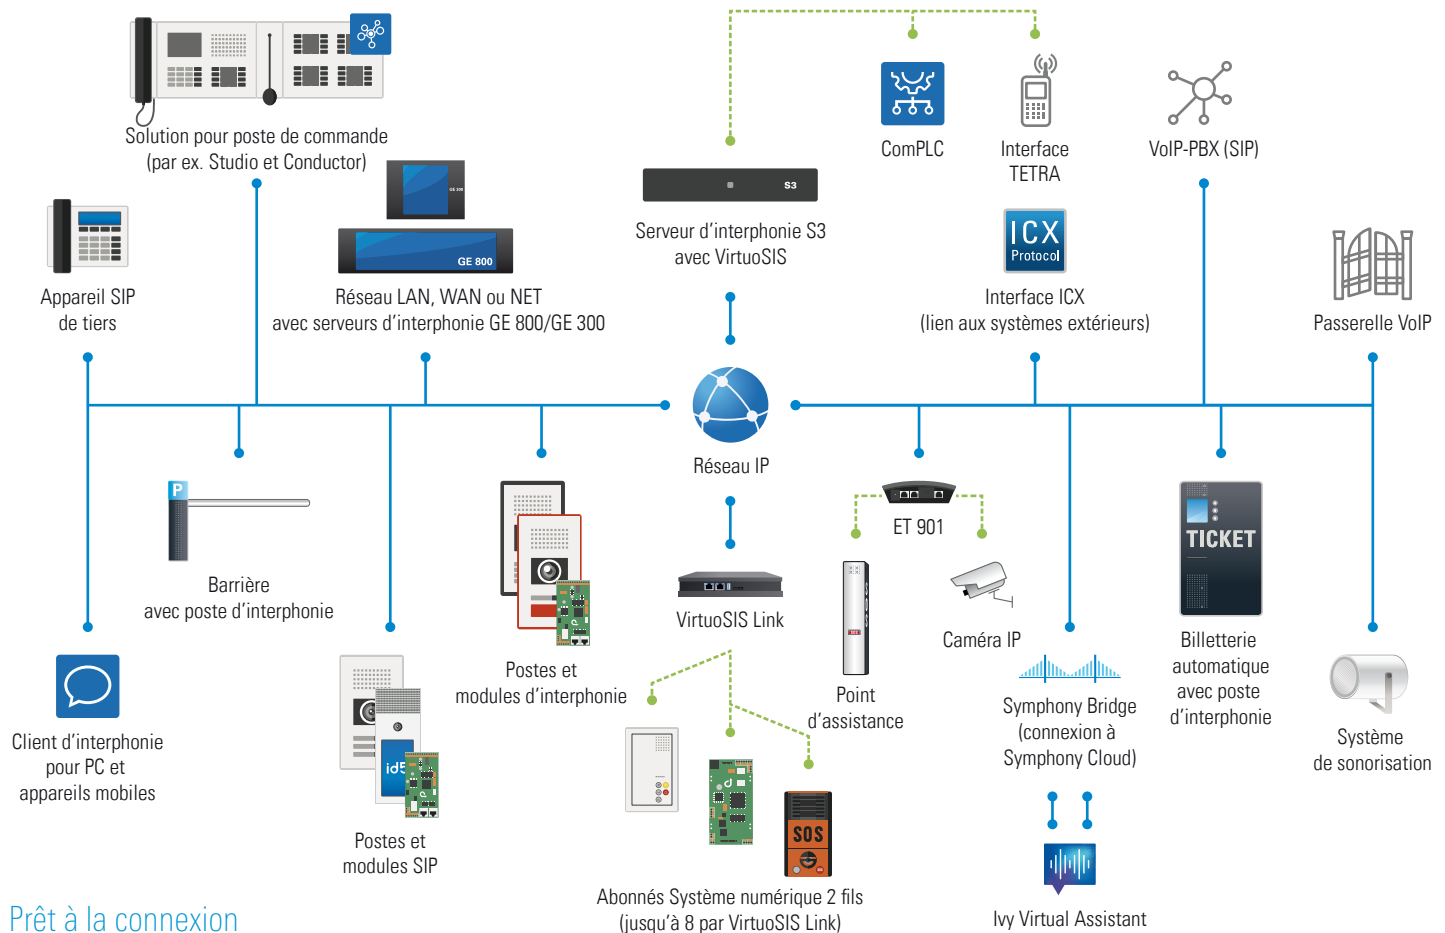 Solution pour poste de commande
(par ex. Studio et Conductor)
GE 300
GE 800
Réseau LAN, WAN ou NET
avec serveurs d'interphonie GE 800/GE 300
Appareil SIP
de tiers
S3
Serveur d'interphonie S3
avec VirtuoSIS
ComPLC
Interface
TETRA
VoIP-PBX (SIP)
ICX
Protocol
Interface ICX
(lien aux systèmes extérieurs)
Passerelle VoIP
Réseau IP
P
Barrière
avec poste d'interphonie
Postes et
modules d'interphonie
VirtuoSIS Link
ET 901
SOS
Point
d'assistance
Caméra IP
TICKET
Billetterie
automatique
avec poste
d'interphonie
Symphony Bridge
(connexion à
Symphony Cloud)
Système
de sonorisation
Client d'interphonie
pour PC et
appareils mobiles
id5
Postes et
modules SIP
SOS
Abonnés Système numérique 2 fils
(jusqu'à 8 par VirtuoSIS Link)
Ivy Virtual Assistant
Prêt à la connexion